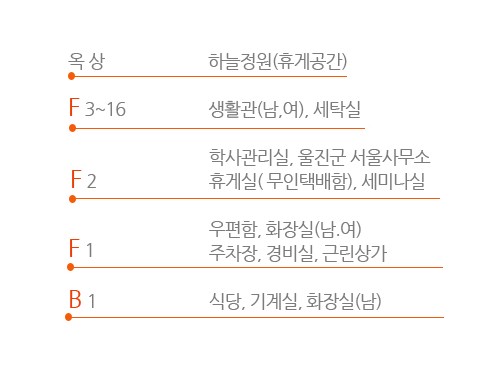 옥 상 하늘정원(휴게공간)
F 3~16 생활관(남,여), 세탁실
학사관리실, 울진군 서울사무소
F 2 휴게실( 무인택배함), 세미나실
우편함, 화장실(남.여)
F 1 주차장, 경비실, 근린상가
B 1 식당, 기계실, 화장실(남)